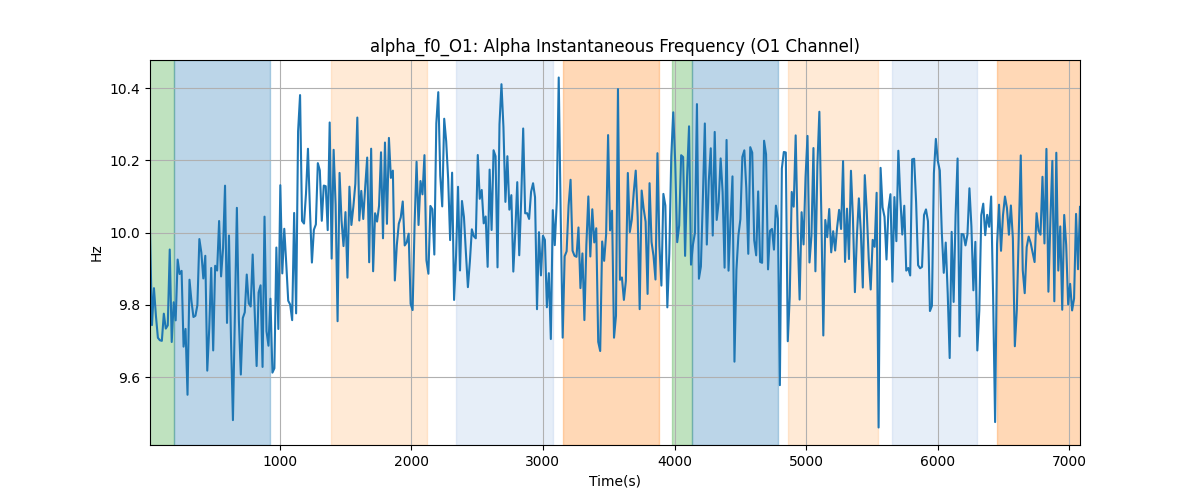 alpha_f0_O1: Alpha Instantaneous Frequency (O1 Channel)
Hz
10.4
10.2
10.0
9.8
9.6
1000 2000 3000 4000 5000 6000 7000
Time(s)